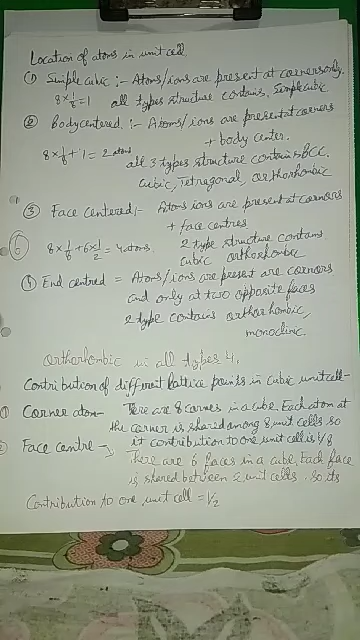 Location of atoms in unit cell
① Simple cubic :- Atoms/ions are present at corners only.
8×1/8=1 all types structure contains, Simple cubic
② Body centered :- Atoms/ions are present at corners
+ body center.
8×1/8+1=2 atoms
all 3 types structure contains BCC.
Cubic, Tetragonal, orthorhombic
③ Face Centered:- Atoms ions are present at corners
+ face centres
⑥ 8×1/8+6×1/2=4 atoms, 2 type structure contams
cubic orthorhombic
④ End centred = Atoms/ions are present are corners
and only at two opposite faces
2 type contains orthorhombic,
monoclinic.
Orthorhombic in all types 4,
Contribution of different lattice points in cubic unit cell-
① Corner atom- There are 8 cornes in a cube. Each atom at
the corner is shared among 8 unit cells so
it contribution to one unit cell is 1/8
② Face centre - There are 6 faces in a cube, Each face
is shared between 2 unit cells. So its
Contribution to one unit cell = 1/2